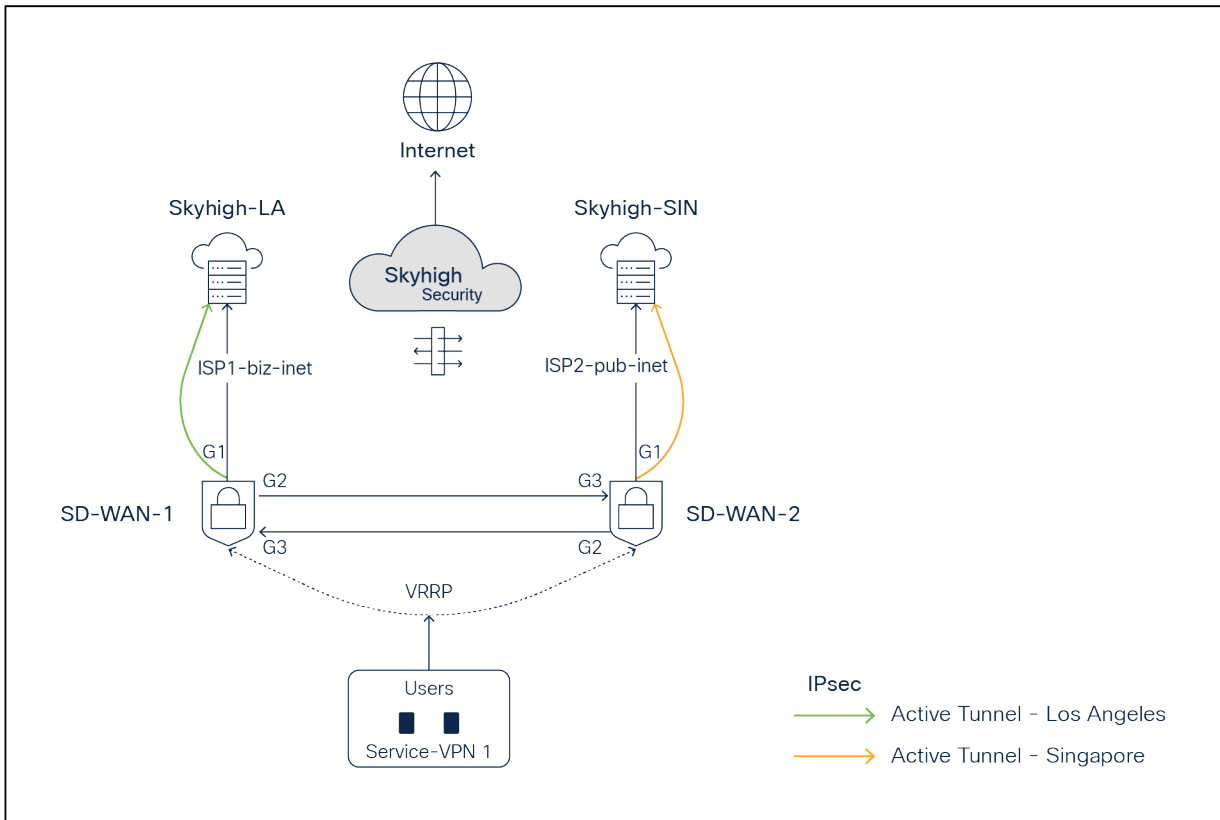 Internet
Skyhigh-LA
Skyhigh-SIN
Skyhigh
Security
ISP1-biz-inet
ISP2-pub-inet
G1
G1
G2
G3
SD-WAN-1
SD-WAN-2
G3
G2
VRRP
Users
Service-VPN 1
IPsec
Active Tunnel - Los Angeles
Active Tunnel - Singapore